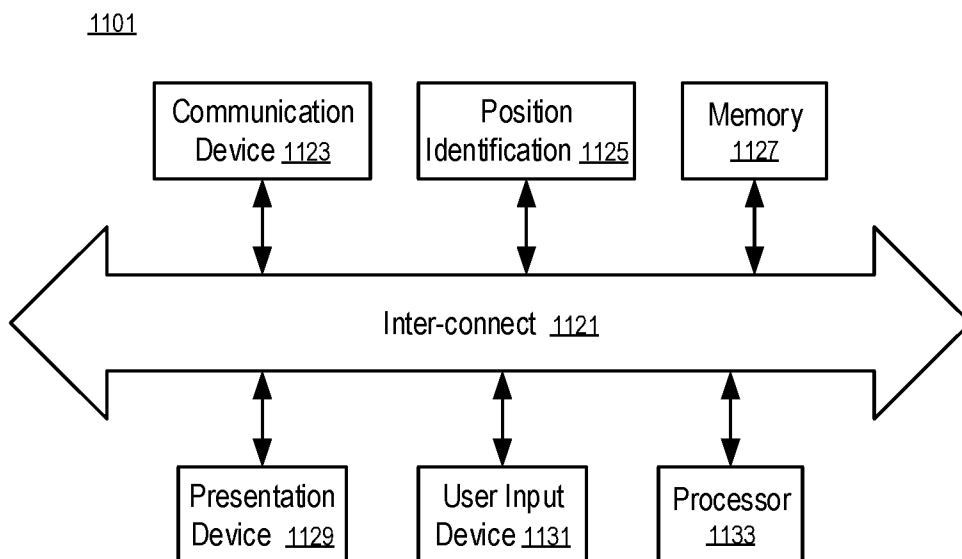 1101
Communication
Device 1123
Position
Identification 1125
Memory
1127
Inter-connect 1121
Presentation
Device 1129
User Input
Device 1131
Processor
1133